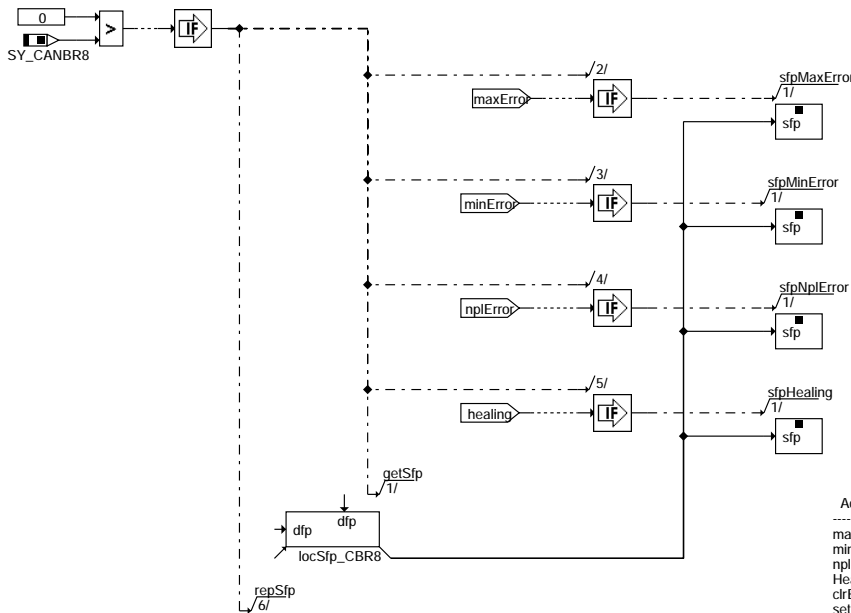 0
>
IF
SY_CANBR8
2/
sfpMaxError
1/
maxError
IF
sfp
3/
sfpMinError
1/
minError
IF
sfp
4/
sfpNplError
1/
nplError
IF
sfp
5/
sfpHealing
1/
healing
IF
sfp
getSfp
1/
dfp
dfp
locSfp_CBR8
repSfp
6/